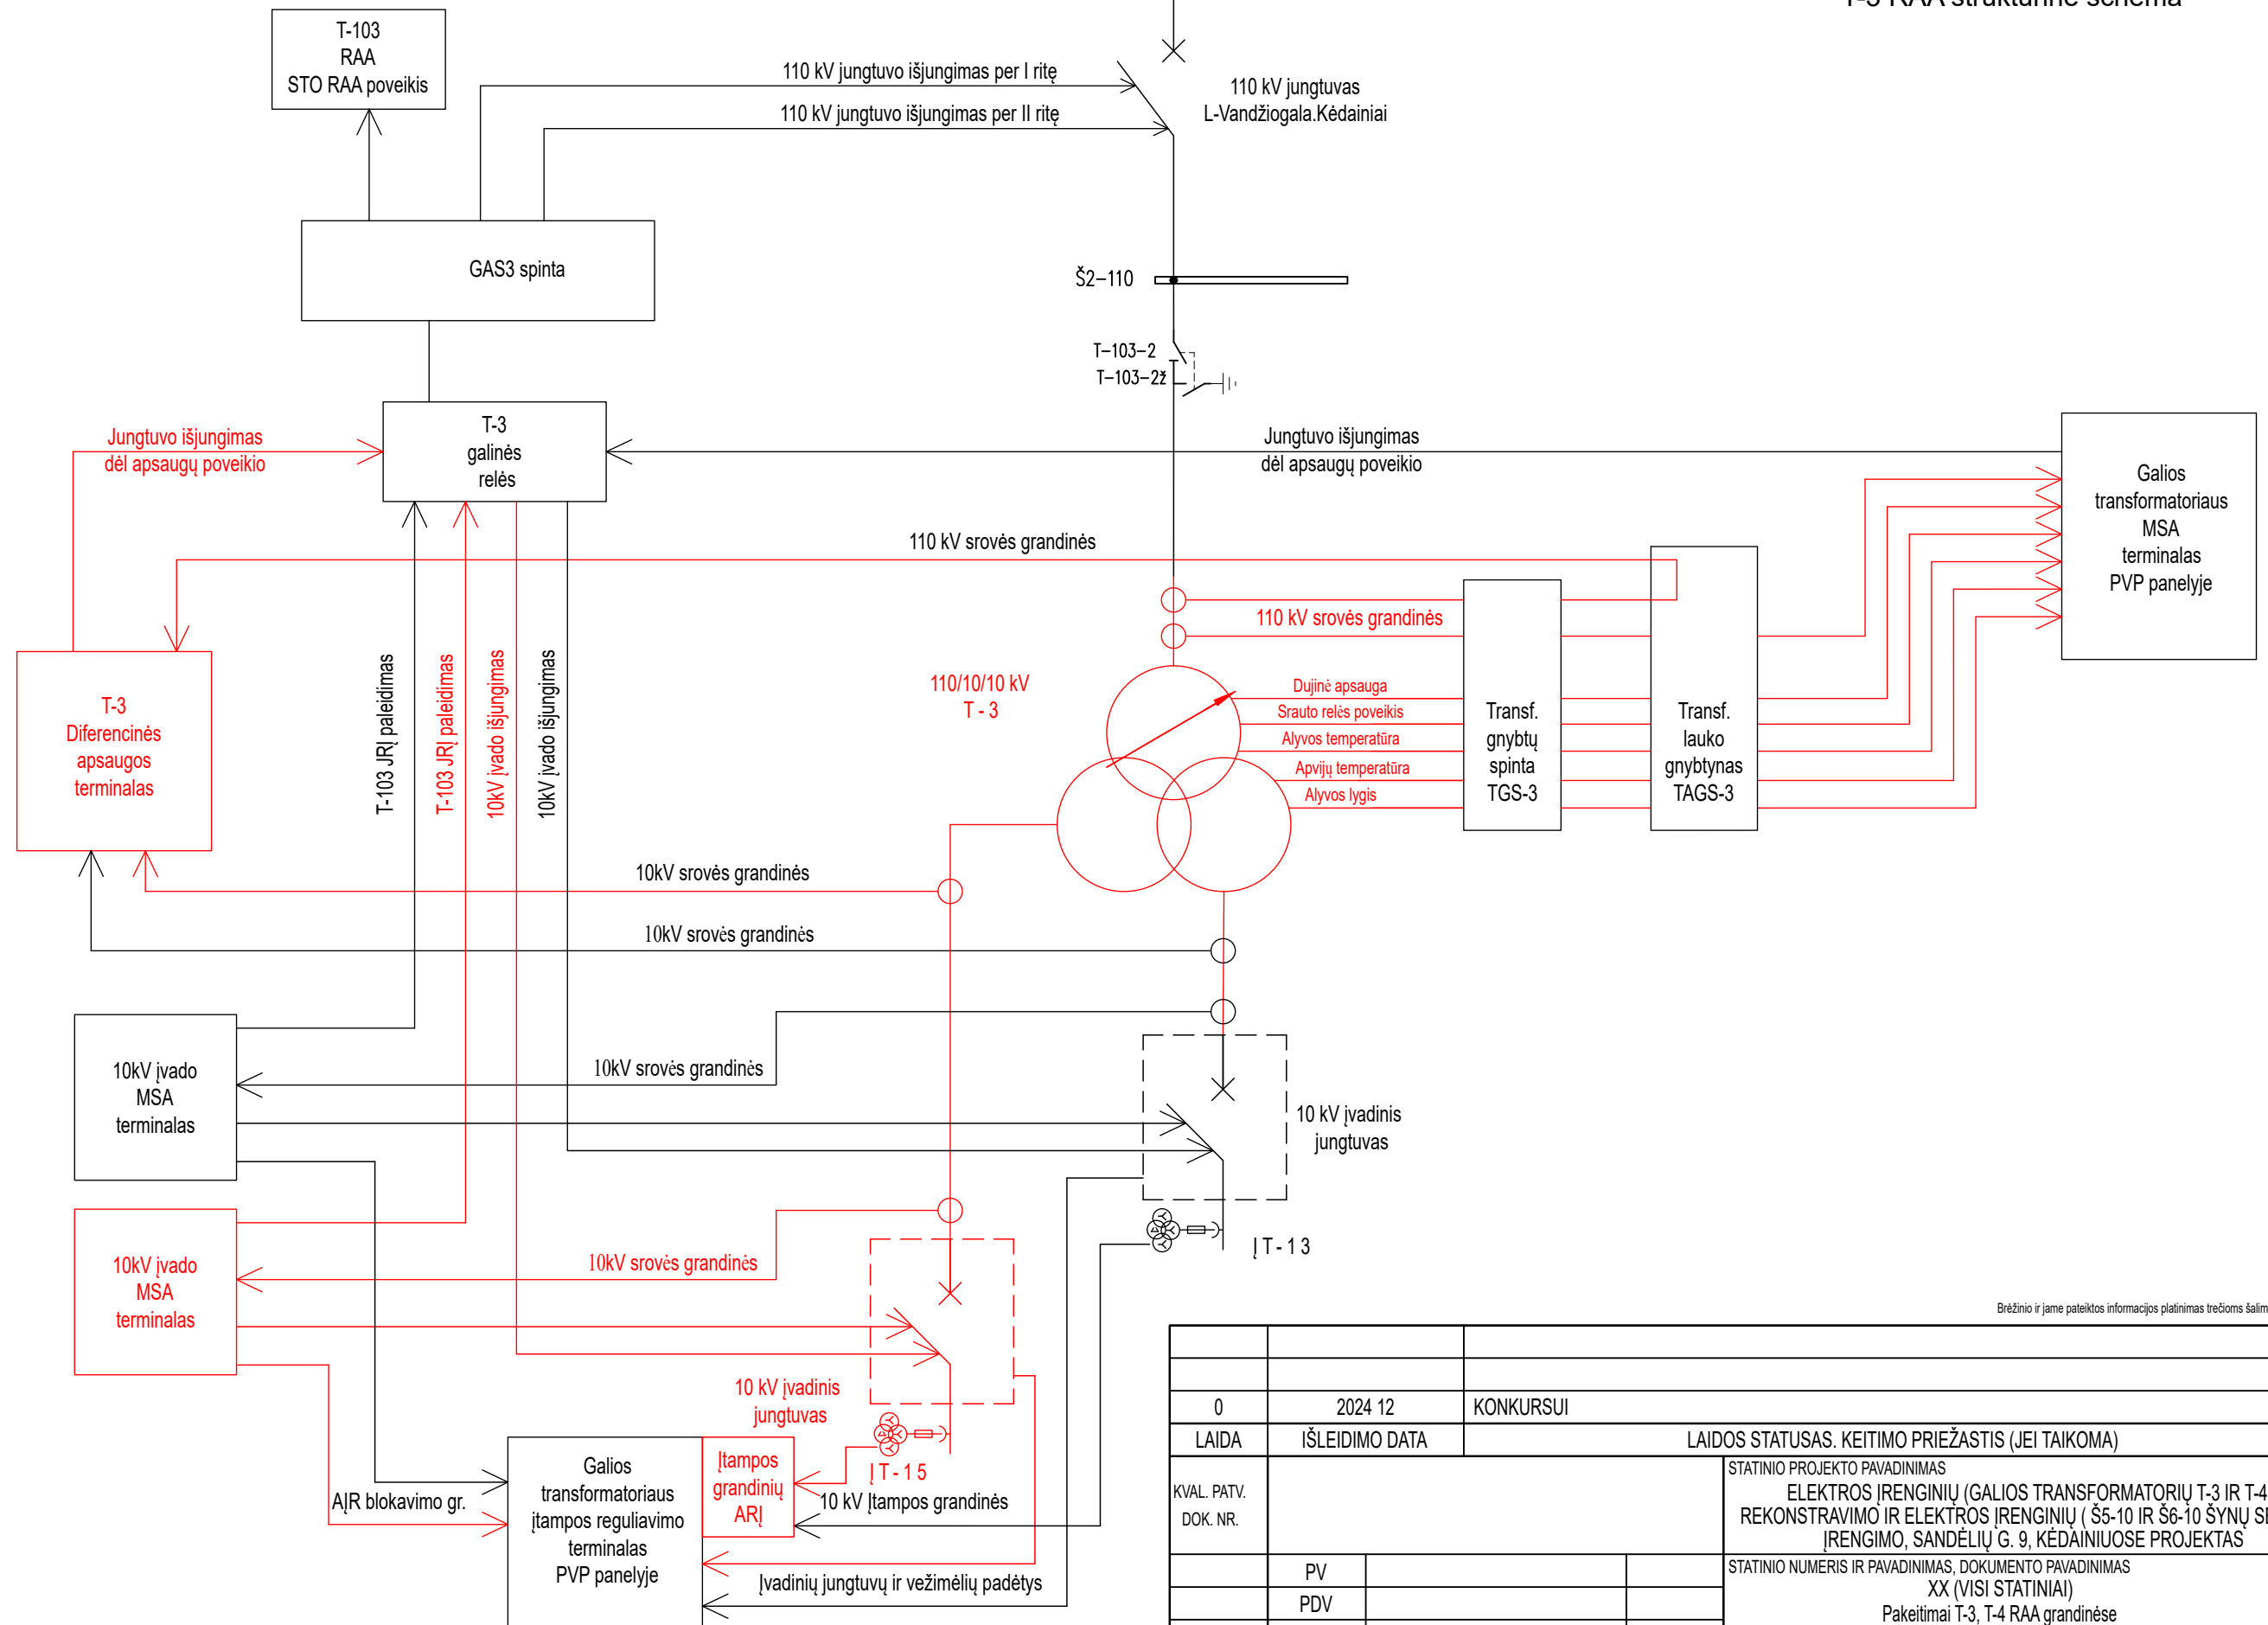 T-3 RAA struktūrinė schema
T-103
RAA
STO RAA poveikis
110 kV jungtuvo išjungimas per I ritę
110 kV jungtuvo išjungimas per II ritę
110 kV jungtuvas
L-Vandžiogala.Kėdainiai
GAS3 spinta
Š2-110
T-103-2
T-103-2ž
T-3
galinės
relės
Jungtuvo išjungimas
dėl apsaugų poveikio
Jungtuvo išjungimas
dėl apsaugų poveikio
Galios
transformatoriaus
MSA
terminalas
PVP panelyje
110 kV srovės grandinės
110 kV srovės grandinės
T-103 JRĮ paleidimas
T-103 JRĮ paleidimas
10kV įvado išjungimas
10kV įvado išjungimas
T-3
Diferencinės
apsaugos
terminalas
110/10/10 kV
T - 3
Dujinė apsauga
Srauto relės poveikis
Alyvos temperatūra
Apvijų temperatūra
Alyvos lygis
Transf.
gnybtų
spinta
TGS-3
Transf.
lauko
gnybtynas
TAGS-3
10kV srovės grandinės
10kV srovės grandinės
10kV įvado
MSA
terminalas
10kV srovės grandinės
10 kV įvadinis
jungtuvas
ĮT-13
10kV įvado
MSA
terminalas
10kV srovės grandinės
10 kV įvadinis
jungtuvas
ĮT-15
AĮR blokavimo gr.
Galios
transformatoriaus
įtampos reguliavimo
terminalas
PVP panelyje
Įtampos
grandinių
ARĮ
10 kV Įtampos grandinės
Įvadinių jungtuvų ir vežimėlių padėtys
Brėžinio ir jame pateiktos informacijos platinimas trečioms šalim
0
2024 12
KONKURSUI
LAIDA
IŠLEIDIMO DATA
LAIDOS STATUSAS. KEITIMO PRIEŽASTIS (JEI TAIKOMA)
KVAL. PATV.
DOK. NR.
STATINIO PROJEKTO PAVADINIMAS
ELEKTROS ĮRENGINIŲ (GALIOS TRANSFORMATORIŲ T-3 IR T-4
REKONSTRAVIMO IR ELEKTROS ĮRENGINIŲ ( Š5-10 IR Š6-10 ŠYNŲ SE
ĮRENGIMO, SANDĖLIŲ G. 9, KĖDAINIUOSE PROJEKTAS
PV
PDV
STATINIO NUMERIS IR PAVADINIMAS, DOKUMENTO PAVADINIMAS
XX (VISI STATINIAI)
Pakeitimai T-3, T-4 RAA grandinėse